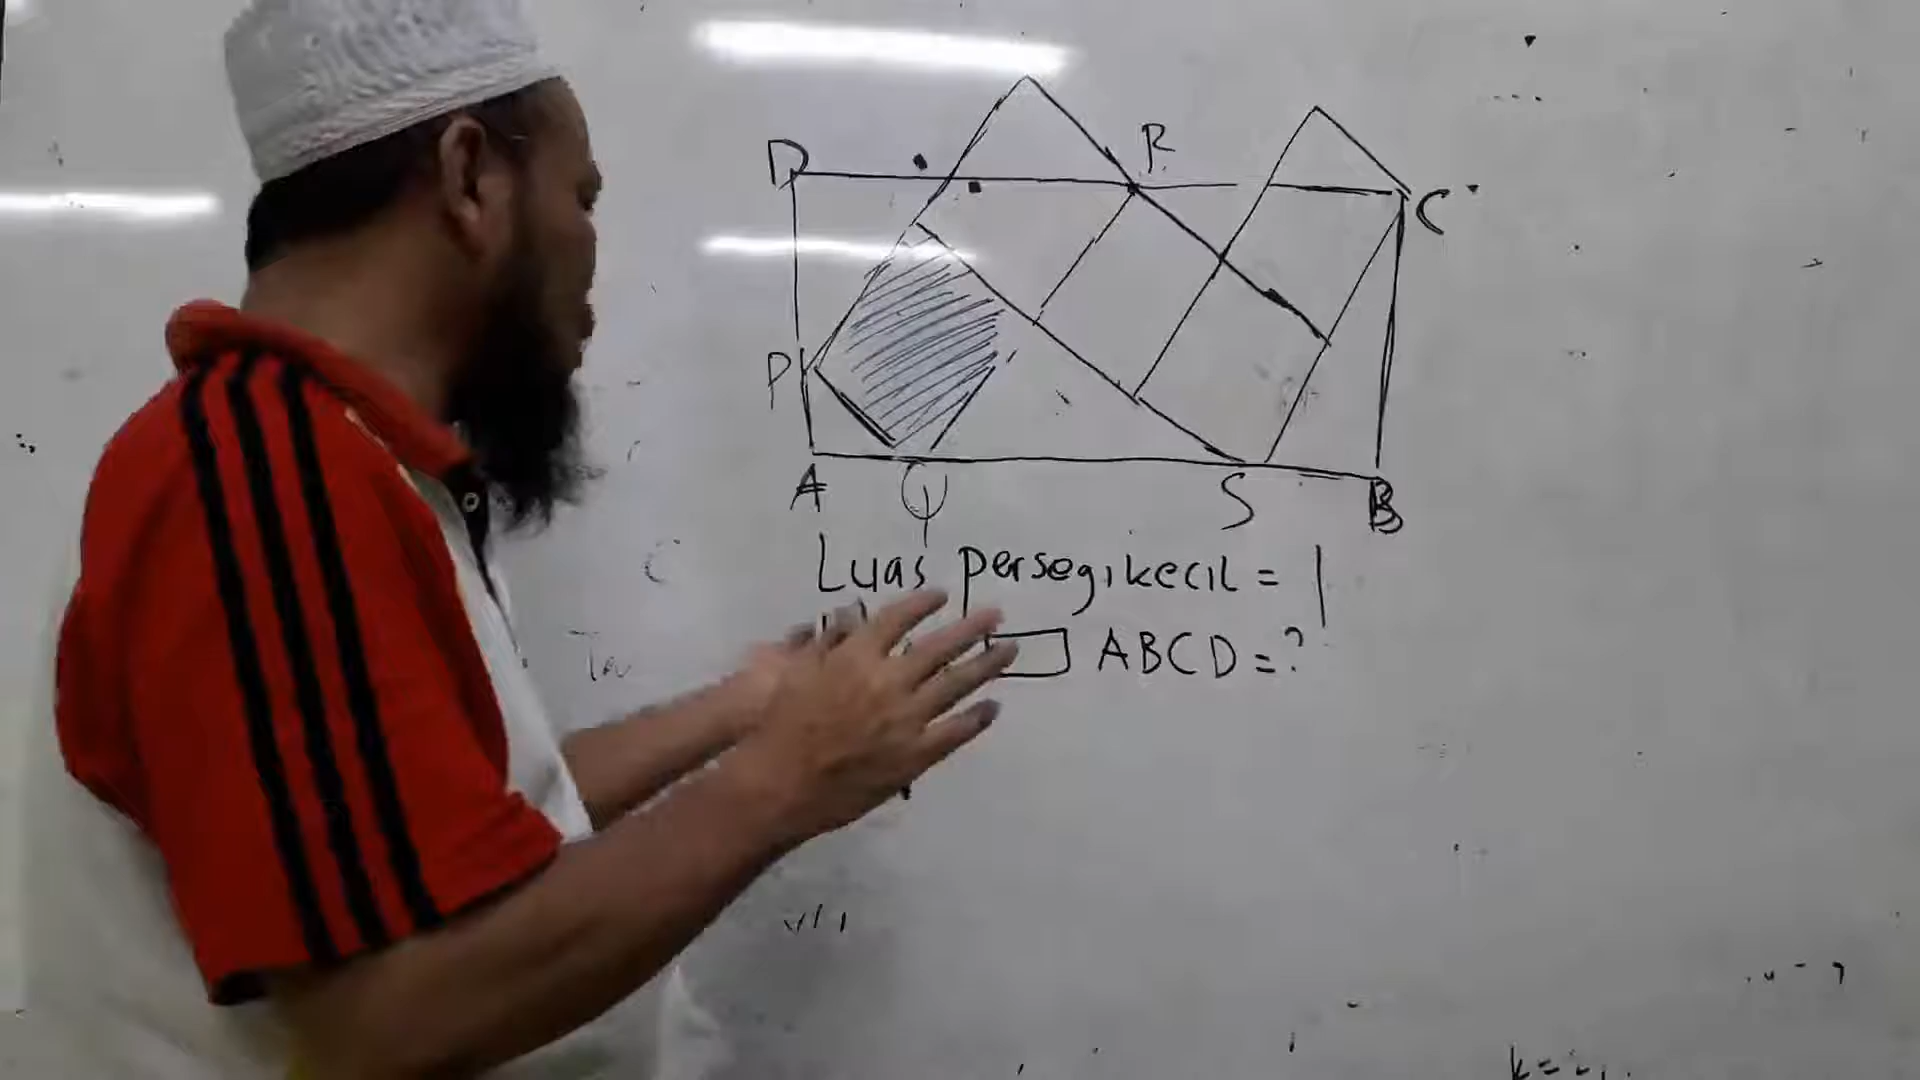 D R C
P
A Q S B
Luas persegi kecil = 1
ABCD = ?
k=